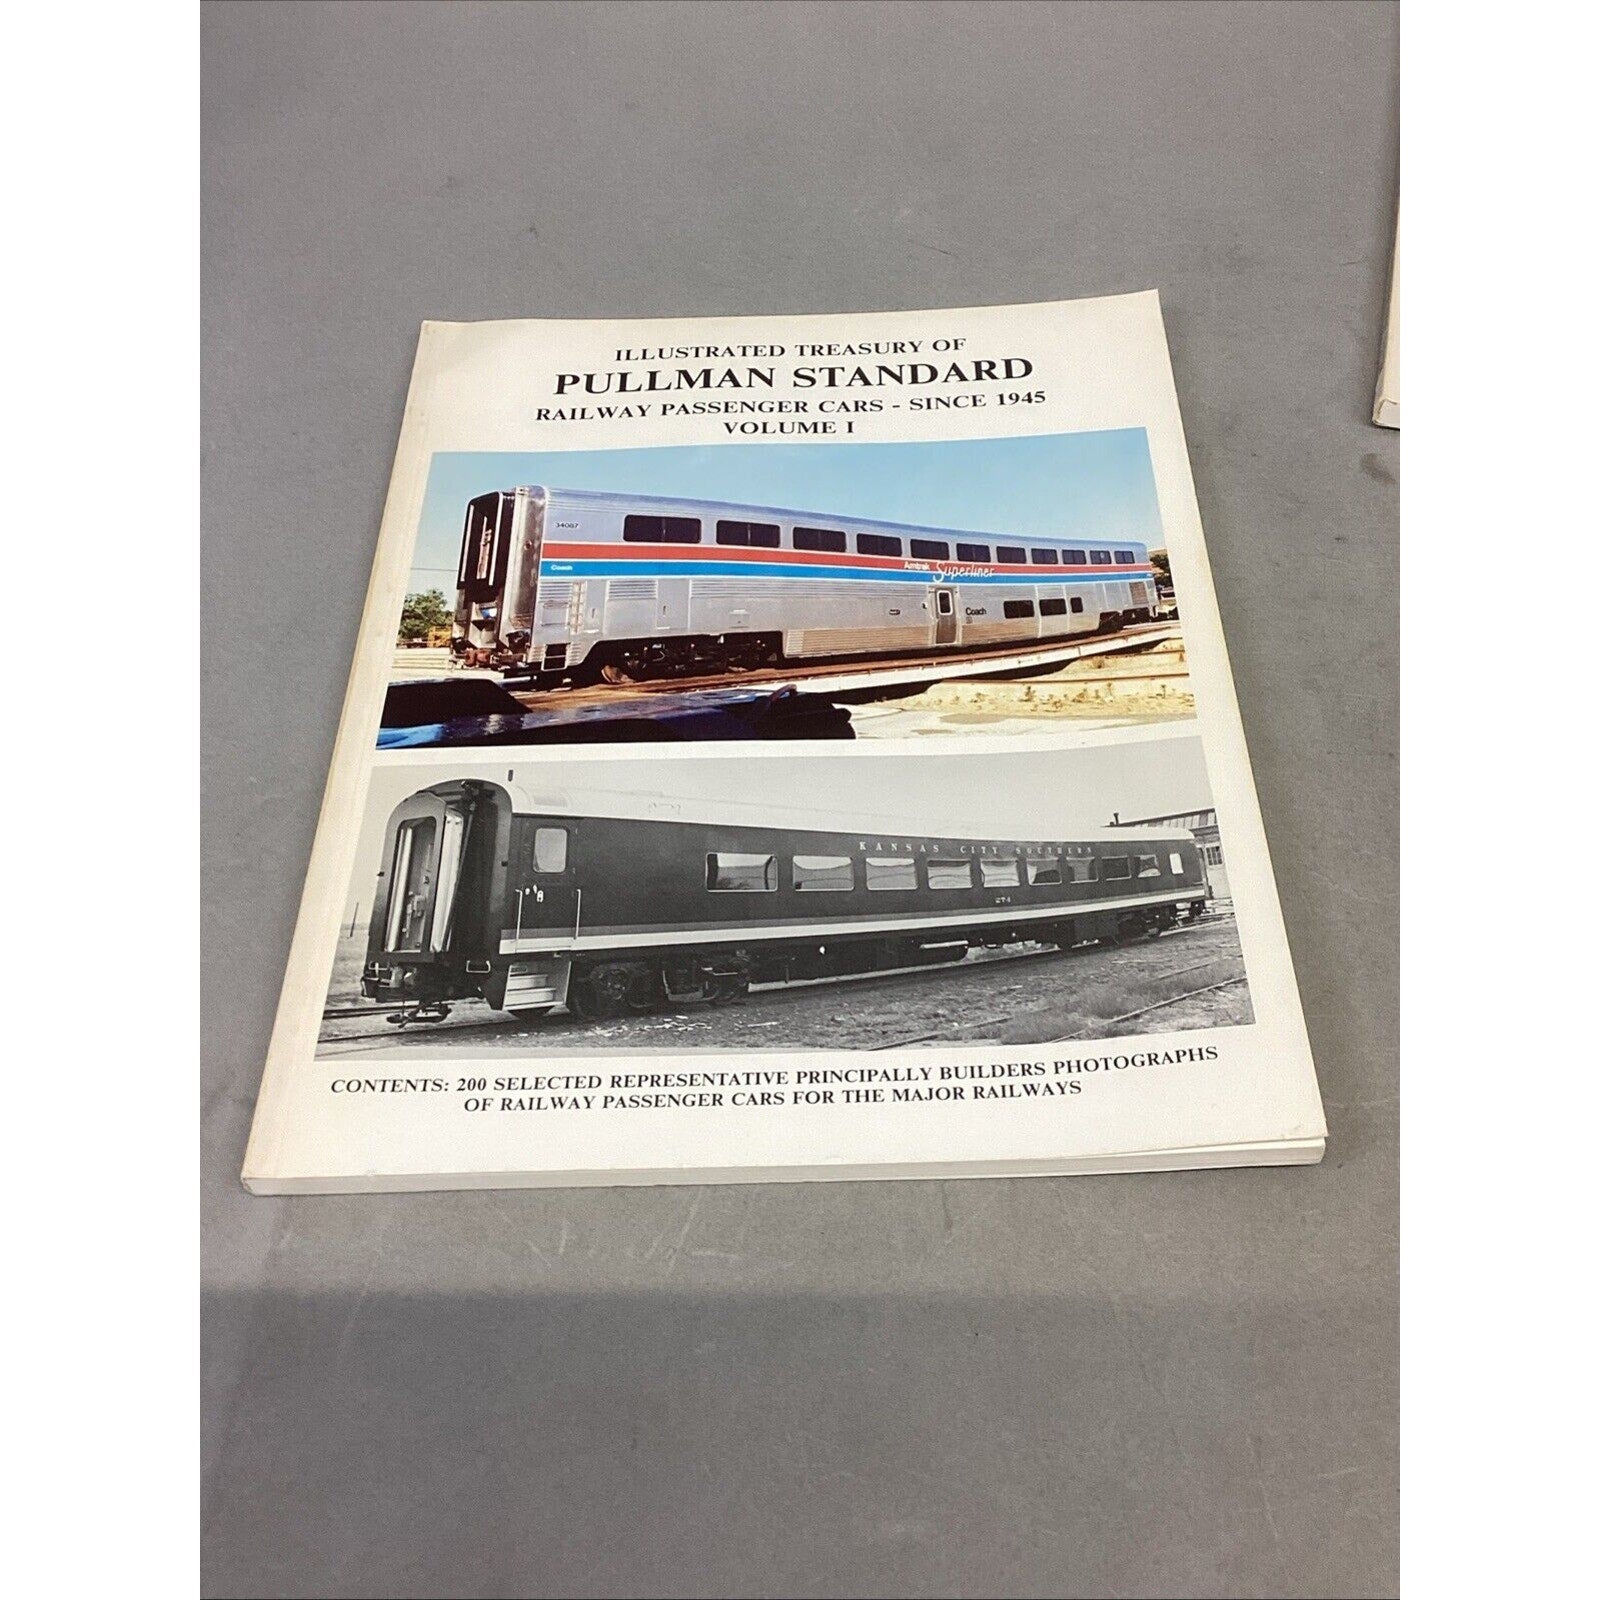 ILLUSTRATED TREASURY OF
PULLMAN STANDARD
RAILWAY PASSENGER CARS - SINCE 1945
VOLUME I
34087
Coach
Amtrak Superliner
Coach
KANSAS CITY SOUTHERN
274
CONTENTS: 200 SELECTED REPRESENTATIVE PRINCIPALLY BUILDERS PHOTOGRAPHS
OF RAILWAY PASSENGER CARS FOR THE MAJOR RAILWAYS